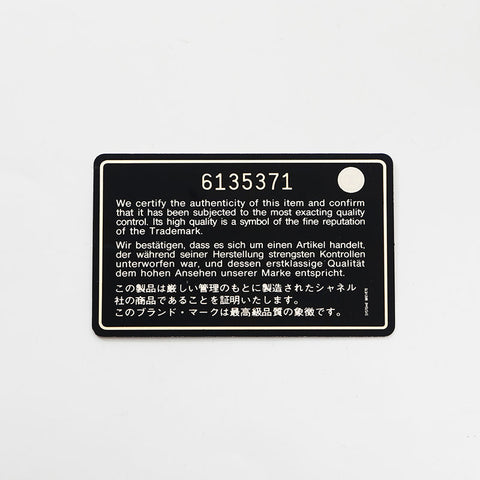 6135371
We certify the authenticity of this item and confirm
that it has been subjected to the most exacting quality
control. Its high quality is a symbol of the fine reputation
of the Trademark.
Wir bestätigen, dass es sich um einen Artikel handelt,
der während seiner Herstellung strengsten Kontrollen
unterworfen war, und dessen erstklassige Qualität
dem hohen Ansehen unserer Marke entspricht.
この製品は厳しい管理のもとに製造されたシャネル
社の商品であることを証明いたします。
このブランド・マークは最高級品質の象徴です。